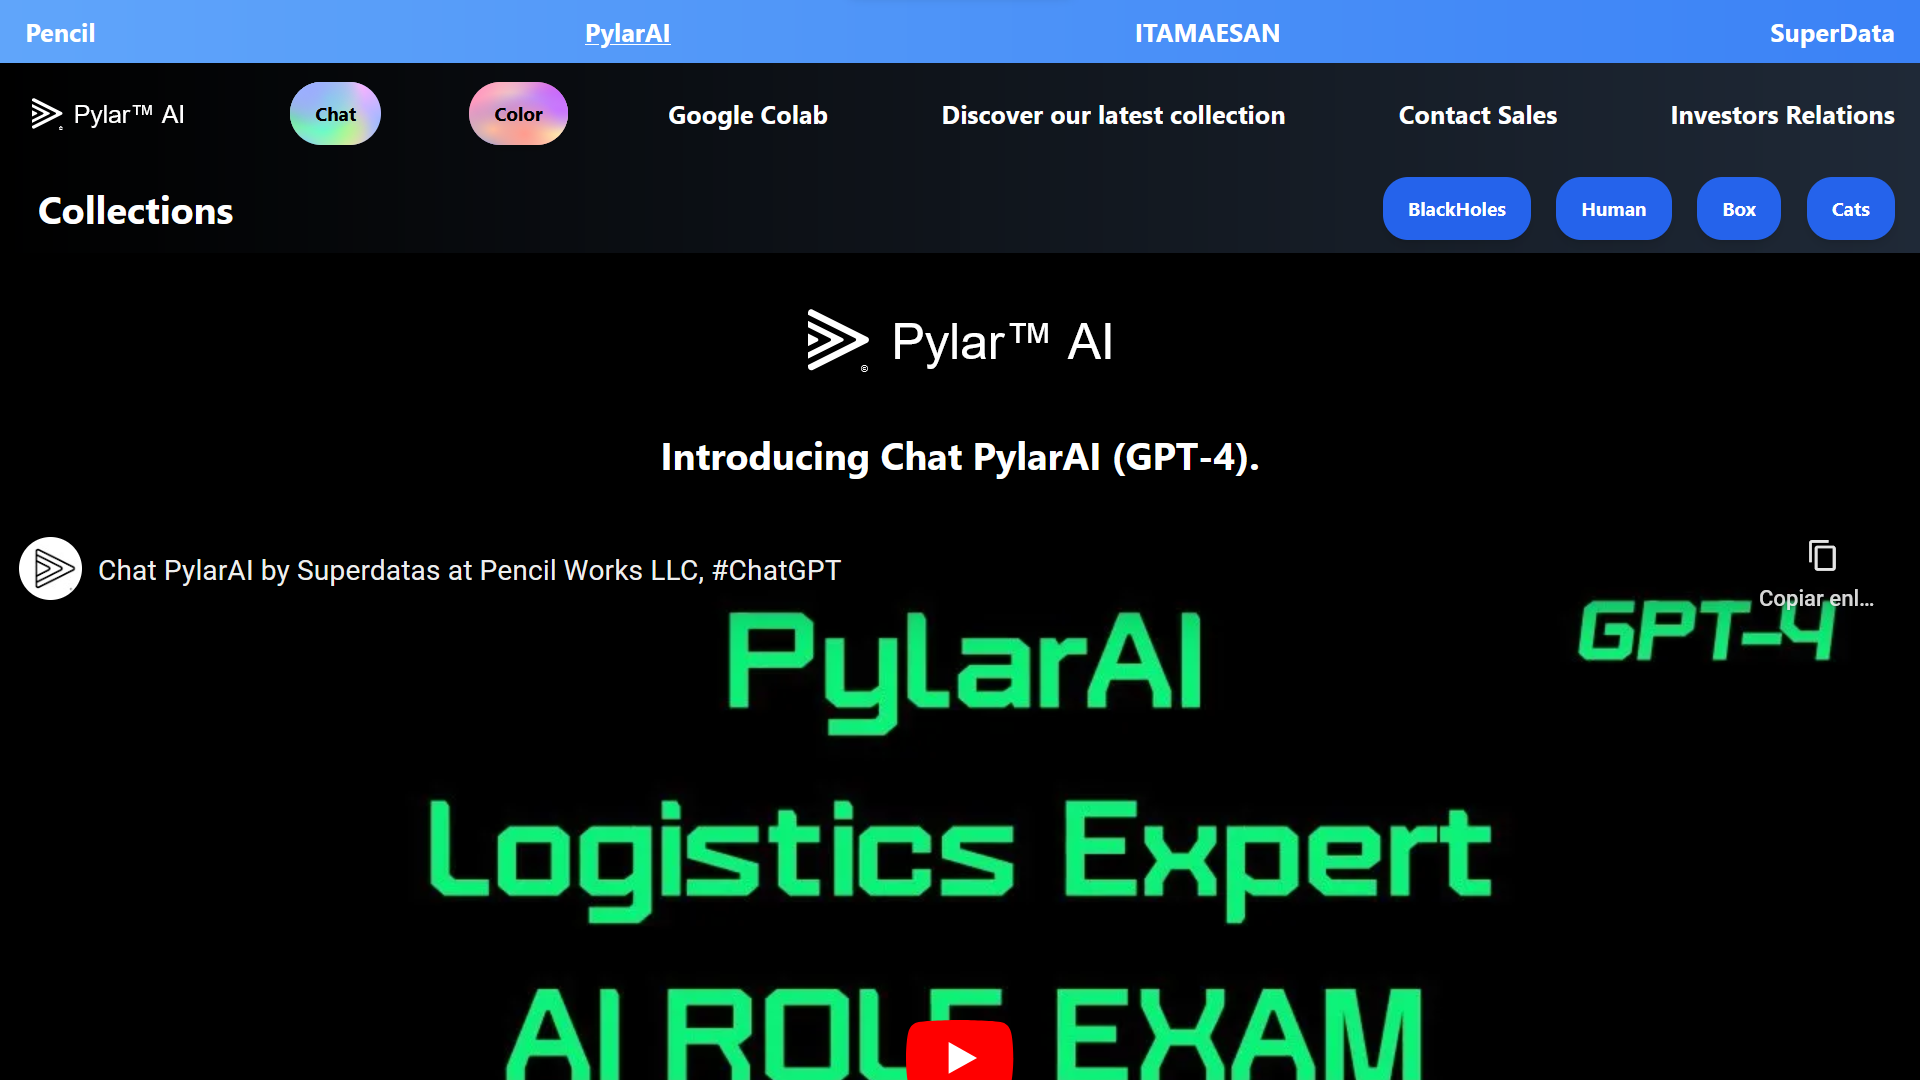 Pencil PylarAI ITAMAESAN SuperData
Pylar™ AI Chat Color Google Colab Discover our latest collection Contact Sales Investors Relations
Collections BlackHoles Human Box Cats
Pylar™ AI
©
Introducing Chat PylarAI (GPT-4).
Chat PylarAI by Superdatas at Pencil Works LLC, #ChatGPT
Copiar enl...
PylarAI GPT-4
Logistics Expert
AI ROLE EXAM